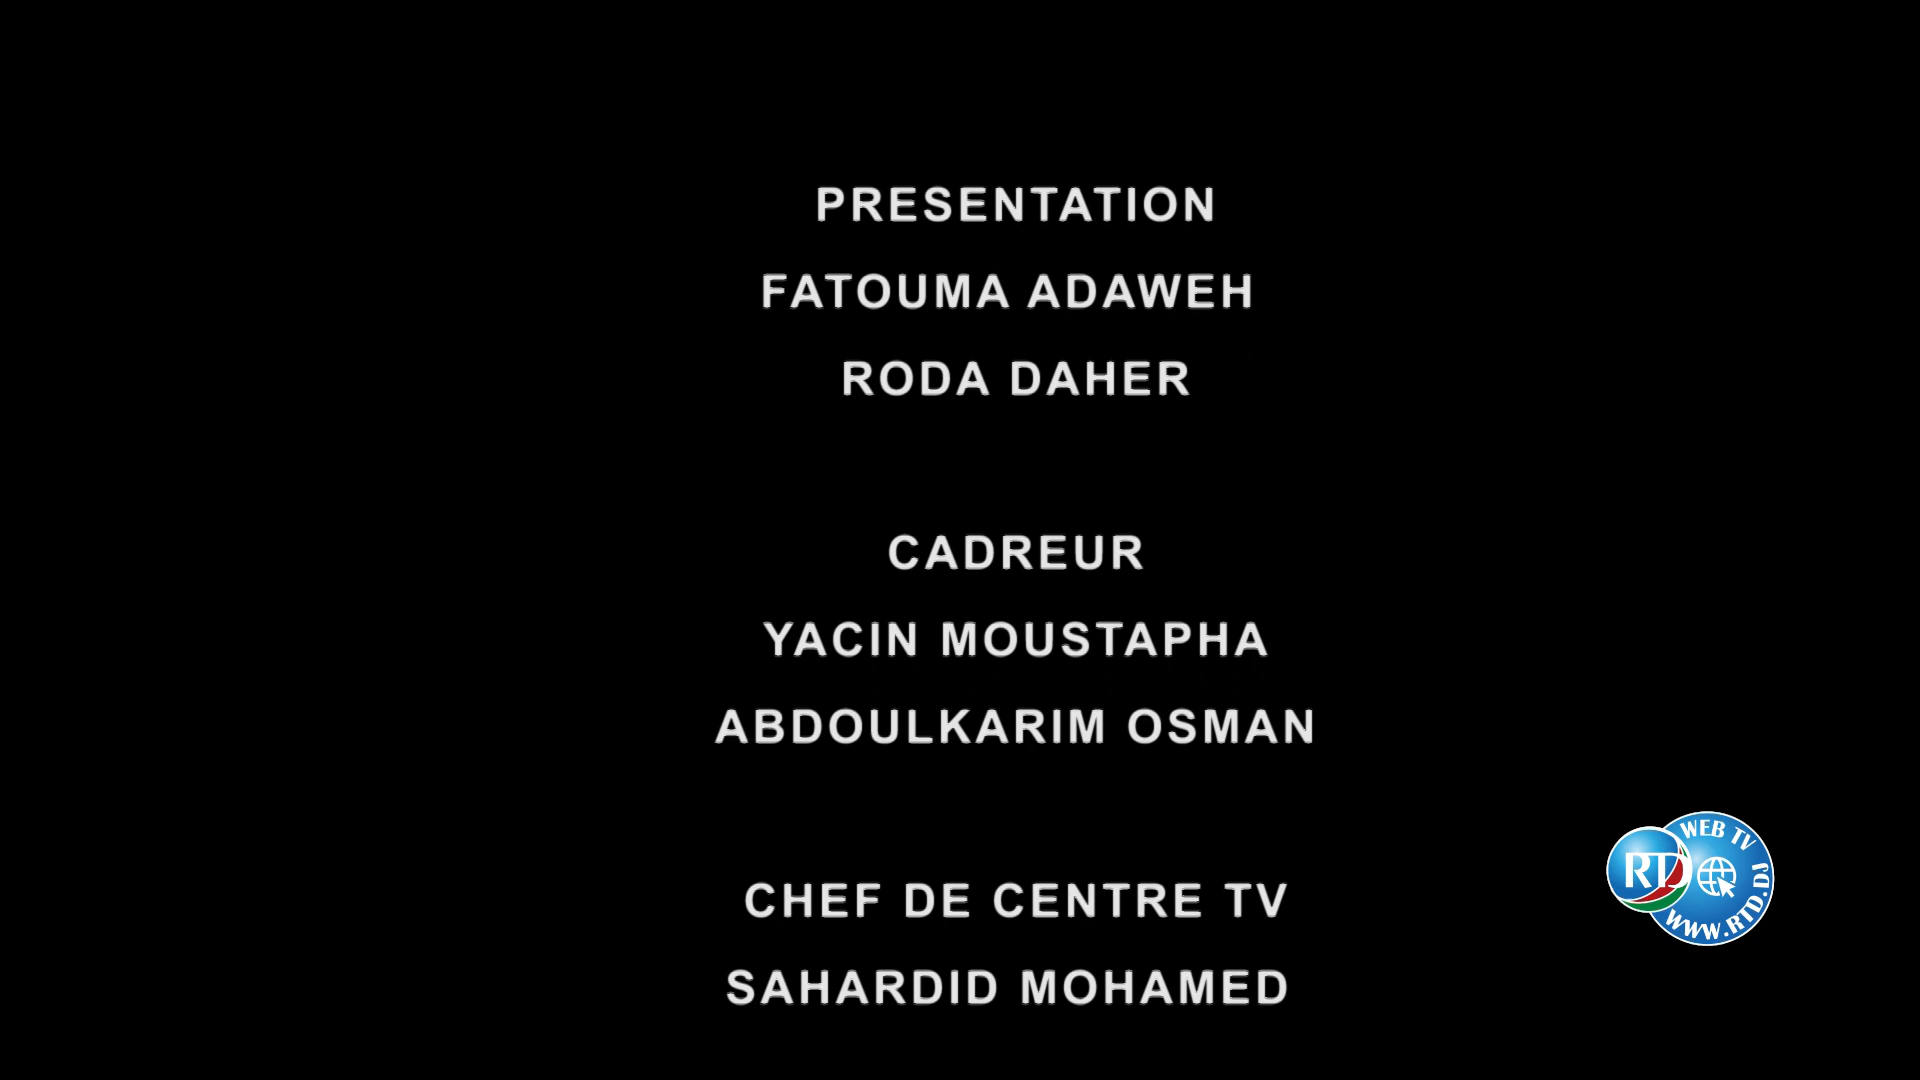 PRESENTATION
FATOUMA ADAWEH
RODA DAHER
CADREUR
YACIN MOUSTAPHA
ABDOULKARIM OSMAN
CHEF DE CENTRE TV
SAHARDID MOHAMED
WEB TV
RTD
WWW.RTD.DJ